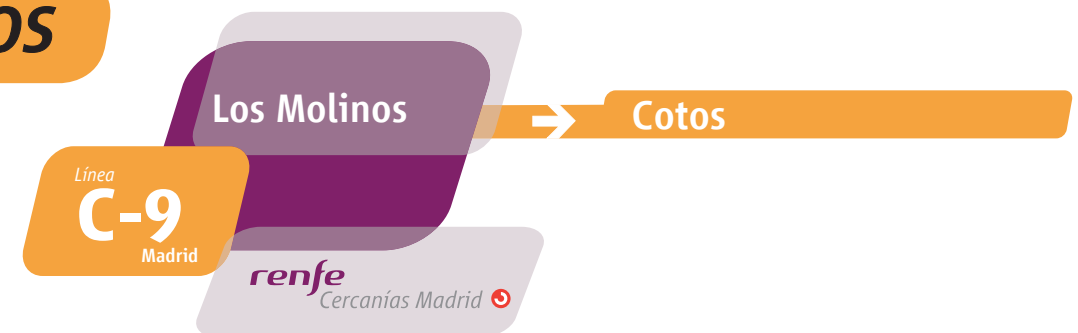 OS
Los Molinos
Cotos
Línea
C-9
Madrid
renfe
Cercanías Madrid